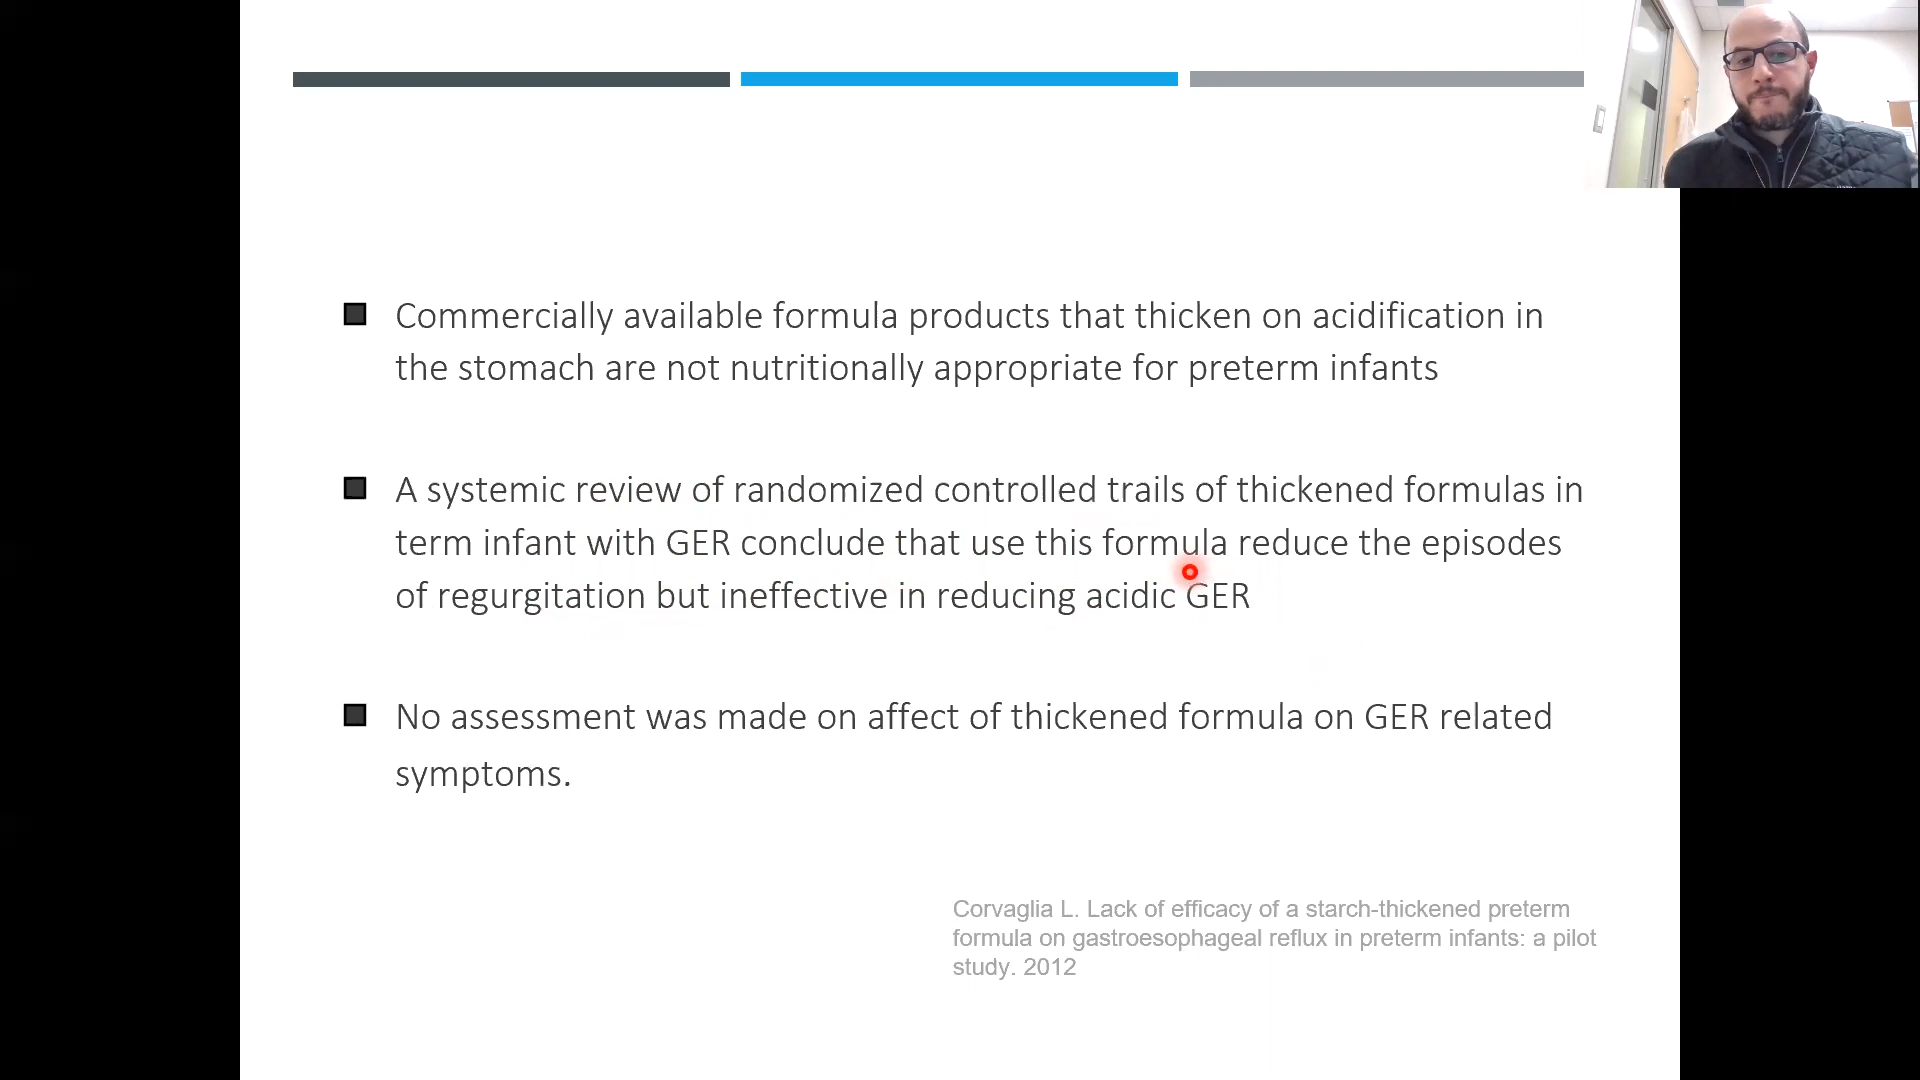 Commercially available formula products that thicken on acidification in
the stomach are not nutritionally appropriate for preterm infants
A systemic review of randomized controlled trails of thickened formulas in
term infant with GER conclude that use this formula reduce the episodes
of regurgitation but ineffective in reducing acidic GER
No assessment was made on affect of thickened formula on GER related
symptoms.
Corvaglia L. Lack of efficacy of a starch-thickened preterm
formula on gastroesophageal reflux in preterm infants: a pilot
study. 2012